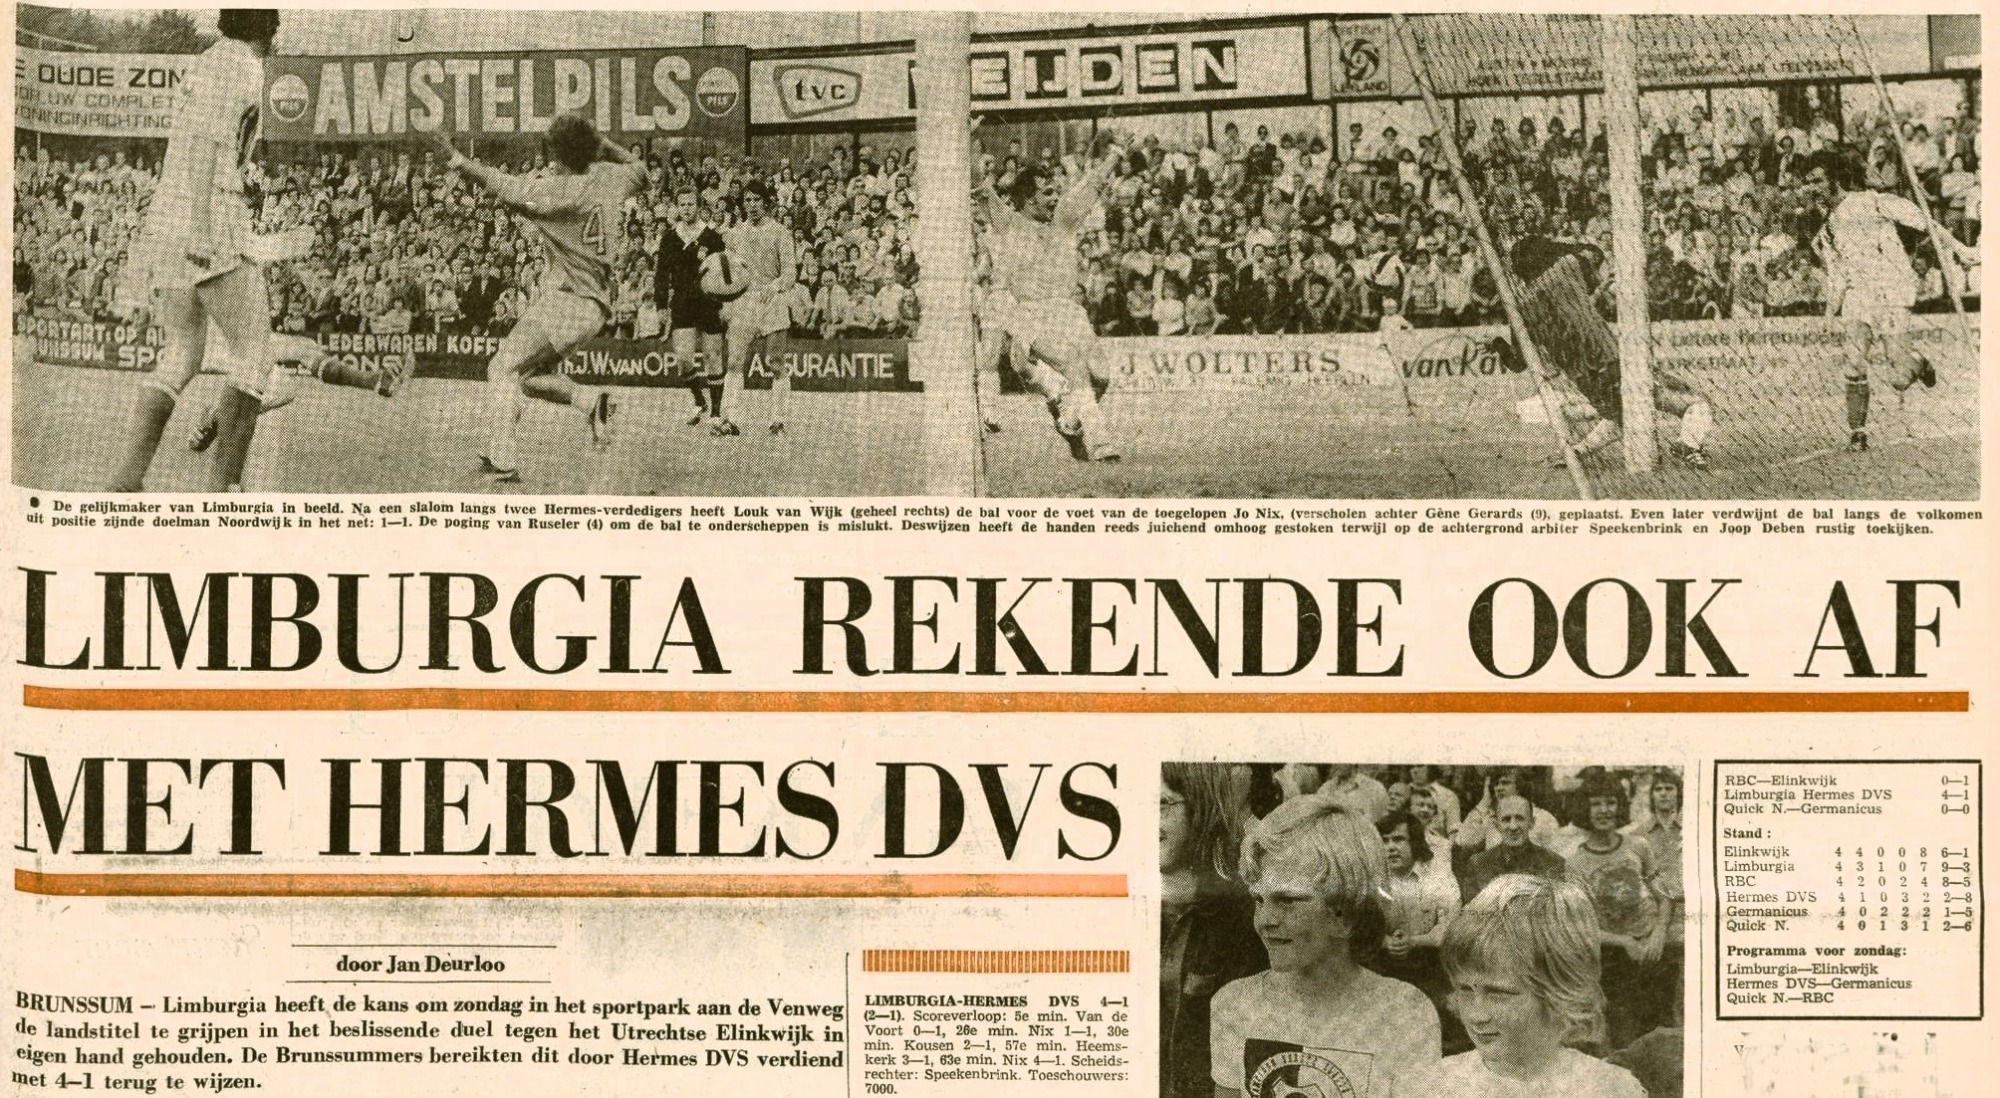 OUDE ZON
COMPLET
WONINGINRICHTING
AMSTELPILS
tvc
EIJDEN
LEYLAND
SPORTART: OP
SPO
LEDERWAREN KOFF
J.W.VAN OP
ASSURANTIE
J. WOLTERS
● De gelijkmaker van Limburgia in beeld. Na een slalom langs twee Hermes-verdedigers heeft Louk van Wijk (geheel rechts) de bal voor de voet van de toegelopen Jo Nix, (verscholen achter Gène Gerards (9), geplaatst. Even later verdwijnt de bal langs de volkomen
uit positie zijnde doelman Noordwijk in het net: 1—1. De poging van Ruseler (4) om de bal te onderscheppen is mislukt. Deswijzen heeft de handen reeds juichend omhoog gestoken terwijl op de achtergrond arbiter Speekenbrink en Joop Deben rustig toekijken.
LIMBURGIA REKENDE OOK AF
MET HERMES DVS
door Jan Deurloo
BRUNSSUM — Limburgia heeft de kans om zondag in het sportpark aan de Venweg
de landstitel te grijpen in het beslissende duel tegen het Utrechtse Elinkwijk in
eigen hand gehouden. De Brunssummers bereikten dit door Hermes DVS verdiend
met 4—1 terug te wijzen.
LIMBURGIA-HERMES DVS 4—1
(2—1). Scoreverloop: 5e min. Van de
Voort 0—1, 26e min. Nix 1—1, 30e
min. Kousen 2—1, 57e min. Heems-
kerk 3—1, 63e min. Nix 4—1. Scheids-
rechter: Speekenbrink. Toeschouwers:
7000.
RBC—Elinkwijk 0—1
Limburgia Hermes DVS 4—1
Quick N.—Germanicus 0—0
Stand:
Elinkwijk 4 4 0 0 8 6—1
Limburgia 4 3 1 0 7 9—3
RBC 4 2 0 2 4 8—5
Hermes DVS 4 1 0 3 2 2—8
Germanicus 4 0 2 2 2 1—5
Quick N. 4 0 1 3 1 2—6
Programma voor zondag:
Limburgia—Elinkwijk
Hermes DVS—Germanicus
Quick N.—RBC